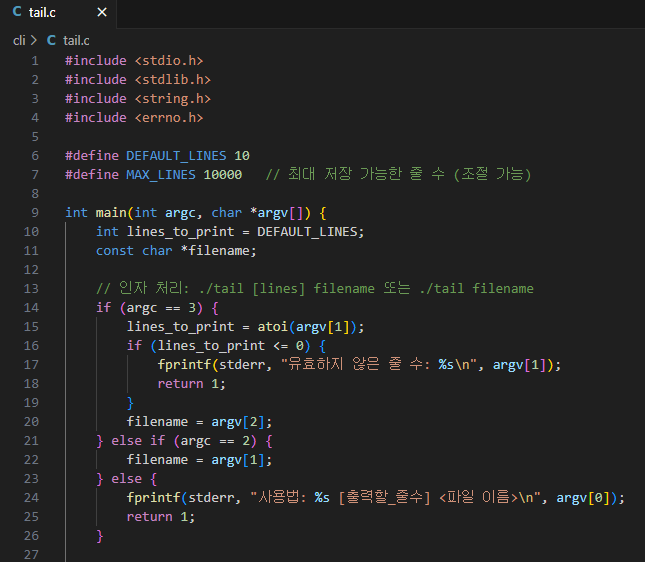 tail.c
cli > C tail.c
1 #include <stdio.h>
2 #include <stdlib.h>
3 #include <string.h>
4 #include <errno.h>
5
6 #define DEFAULT_LINES 10
7 #define MAX_LINES 10000   // 최대 저장 가능한 줄 수 (조절 가능)
8
9 int main(int argc, char *argv[]) {
10     int lines_to_print = DEFAULT_LINES;
11     const char *filename;
12
13     // 인자 처리: ./tail [lines] filename 또는 ./tail filename
14     if (argc == 3) {
15         lines_to_print = atoi(argv[1]);
16         if (lines_to_print <= 0) {
17             fprintf(stderr, "유효하지 않은 줄 수: %s\n", argv[1]);
18             return 1;
19         }
20         filename = argv[2];
21     } else if (argc == 2) {
22         filename = argv[1];
23     } else {
24         fprintf(stderr, "사용법: %s [출력할_줄수] <파일 이름>\n", argv[0]);
25         return 1;
26     }
27